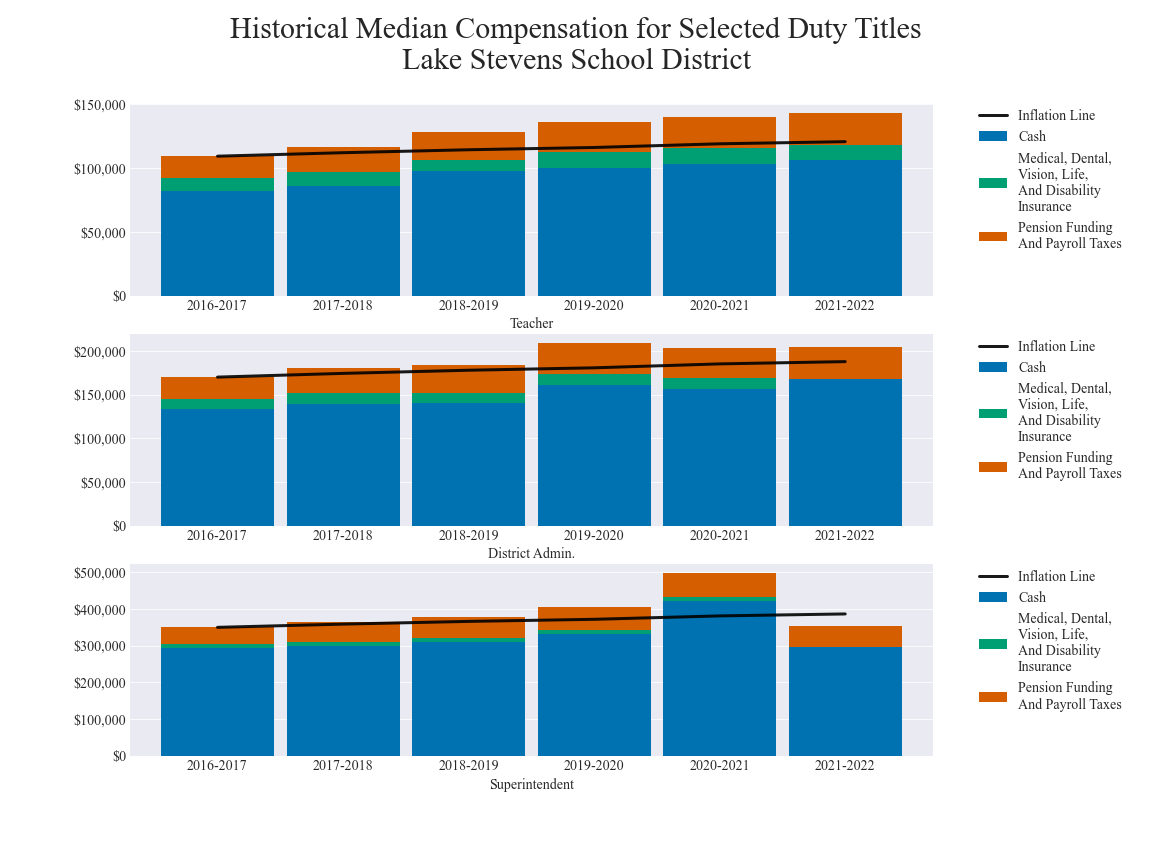 Historical Median Compensation for Selected Duty Titles
Lake Stevens School District
$150,000
$100,000
$50,000
$0
2016-2017 2017-2018 2018-2019 2019-2020 2020-2021 2021-2022
Teacher
Inflation Line
Cash
Medical, Dental,
Vision, Life,
And Disability
Insurance
Pension Funding
And Payroll Taxes
$200,000
$150,000
$100,000
$50,000
$0
2016-2017 2017-2018 2018-2019 2019-2020 2020-2021 2021-2022
District Admin.
Inflation Line
Cash
Medical, Dental,
Vision, Life,
And Disability
Insurance
Pension Funding
And Payroll Taxes
$500,000
$400,000
$300,000
$200,000
$100,000
$0
2016-2017 2017-2018 2018-2019 2019-2020 2020-2021 2021-2022
Superintendent
Inflation Line
Cash
Medical, Dental,
Vision, Life,
And Disability
Insurance
Pension Funding
And Payroll Taxes